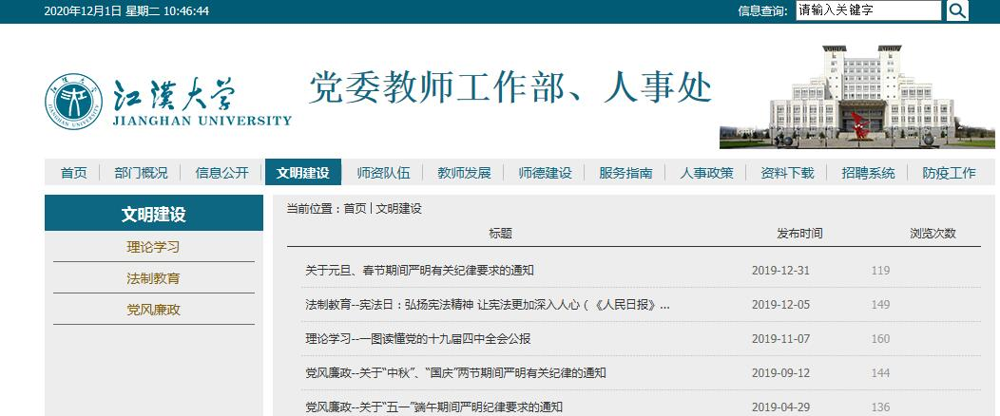 2020年12月1日 星期二 10:46:44 信息查询: 请输入关键字
江漢大学 党委教师工作部、人事处
JIANGHAN UNIVERSITY
首页 部门概况 信息公开 文明建设 师资队伍 教师发展 师德建设 服务指南 人事政策 资料下载 招聘系统 防疫工作
文明建设
理论学习
法制教育
党风廉政
当前位置：首页 | 文明建设
标题 发布时间 浏览次数
关于元旦、春节期间严明有关纪律要求的通知 2019-12-31 119
法制教育--宪法日：弘扬宪法精神 让宪法更加深入人心（《人民日报》... 2019-12-05 149
理论学习--一图读懂党的十九届四中全会公报 2019-11-07 160
党风廉政--关于“中秋”、“国庆”两节期间严明有关纪律的通知 2019-09-12 144
党风廉政--关于“五一”端午期间严明纪律要求的通知 2019-04-29 136